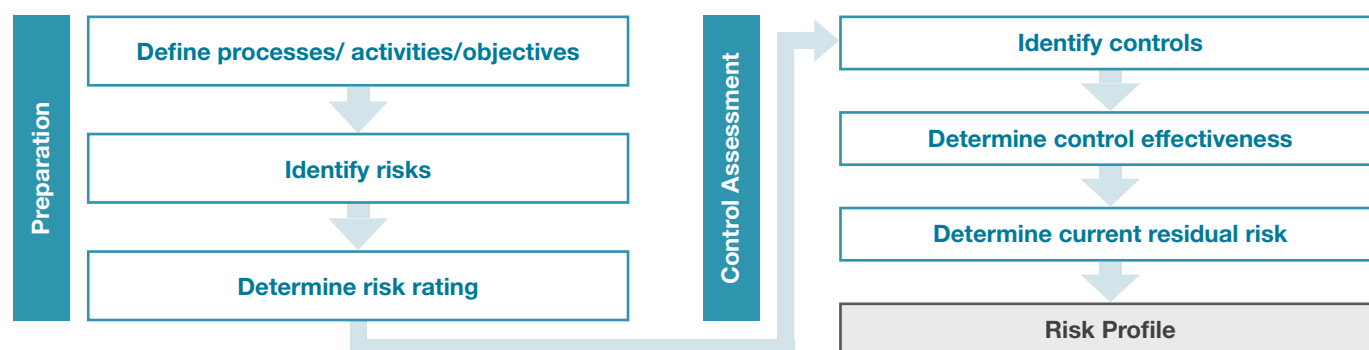 Preparation
Define processes/ activities/objectives
Identify risks
Determine risk rating
Control Assessment
Identify controls
Determine control effectiveness
Determine current residual risk
Risk Profile